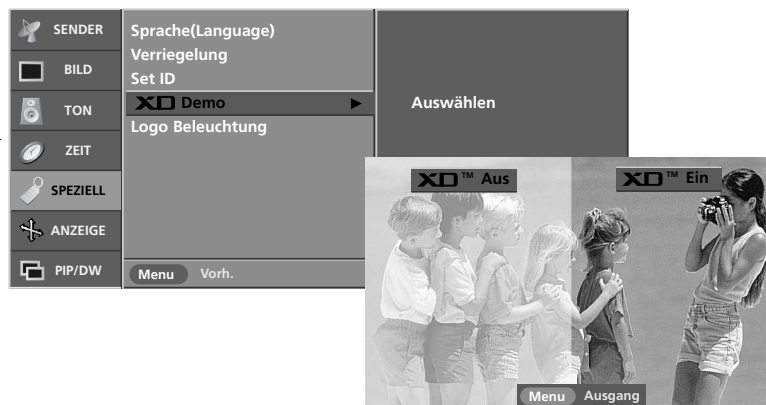 SENDER
BILD
TON
ZEIT
SPEZIELL
ANZEIGE
PIP/DW
Sprache(Language)
Verriegelung
Set ID
XD Demo ►
Logo Beleuchtung
Menu Vorh.
Auswählen
XD™ Aus
XD™ Ein
Menu Ausgang